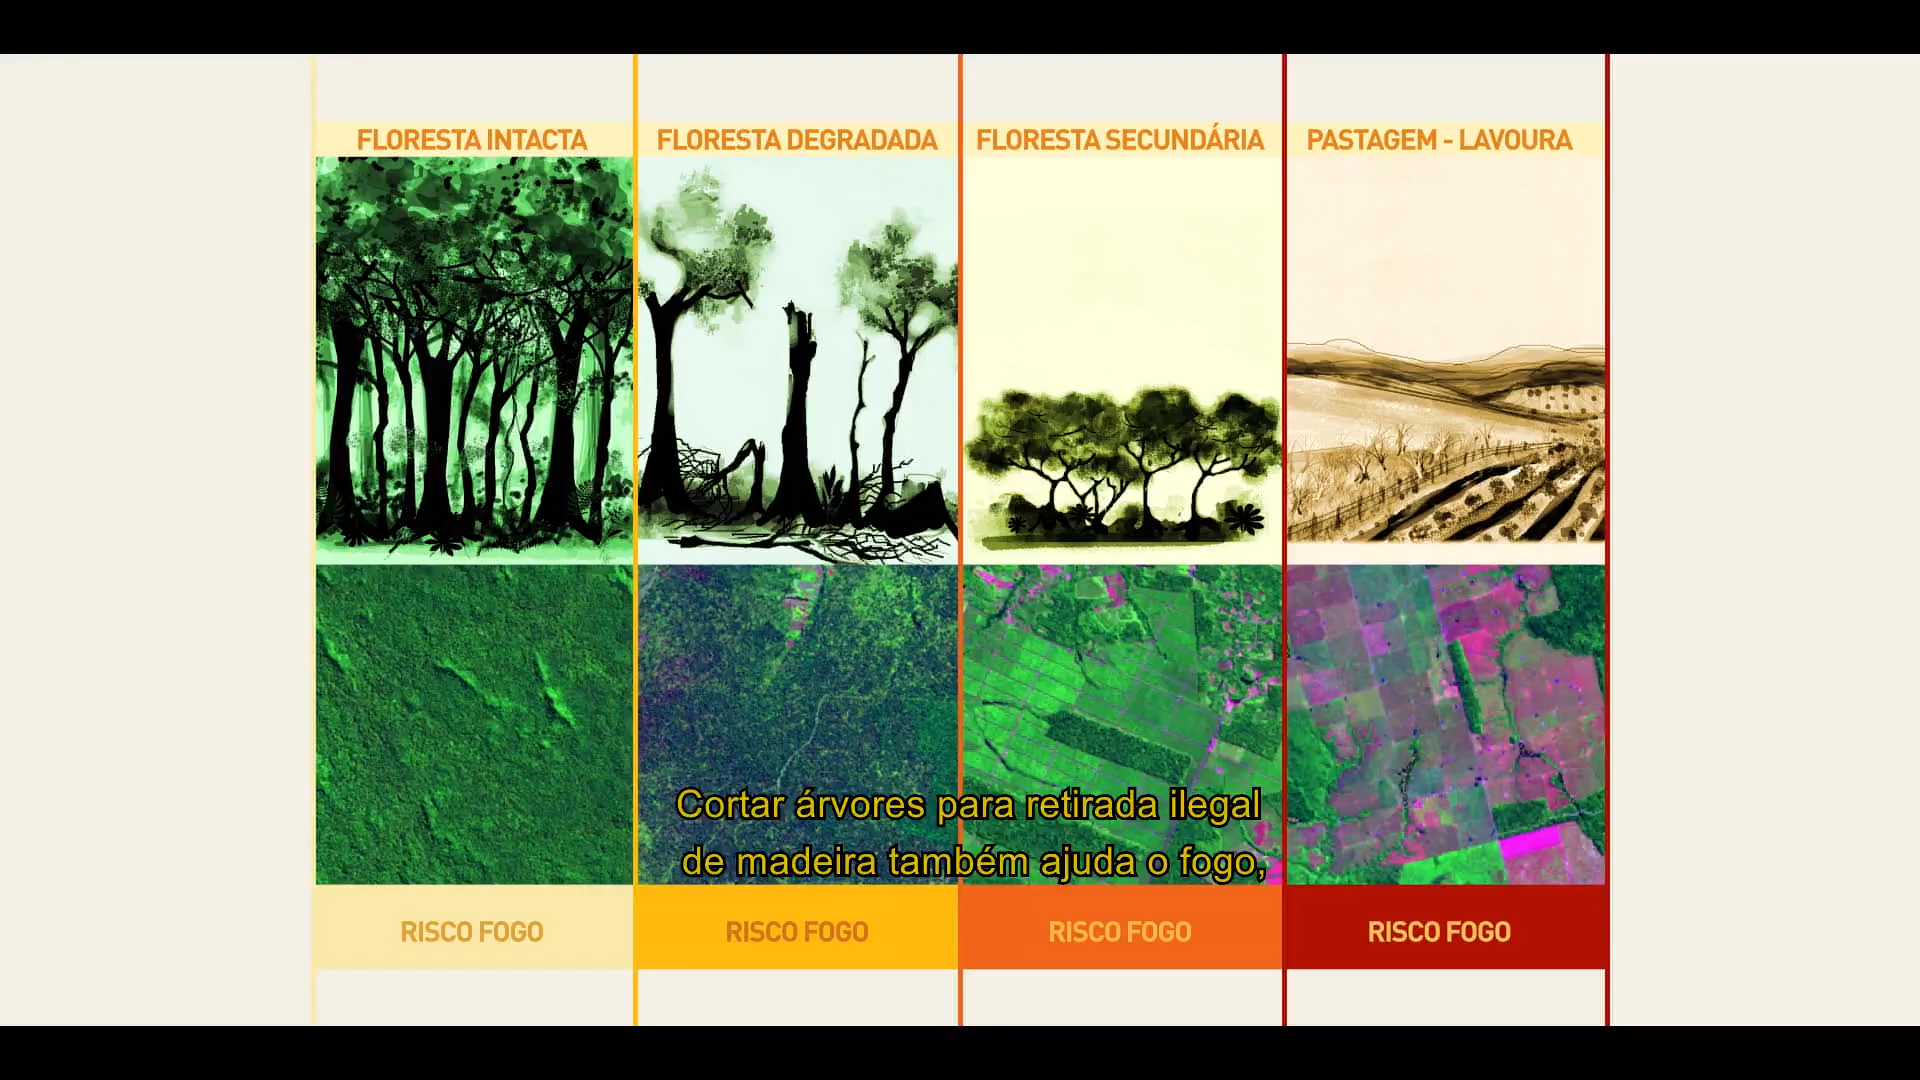 FLORESTA INTACTA
FLORESTA DEGRADADA
FLORESTA SECUNDÁRIA
PASTAGEM - LAVOURA
Cortar árvores para retirada ilegal
de madeira também ajuda o fogo,
RISCO FOGO
RISCO FOGO
RISCO FOGO
RISCO FOGO